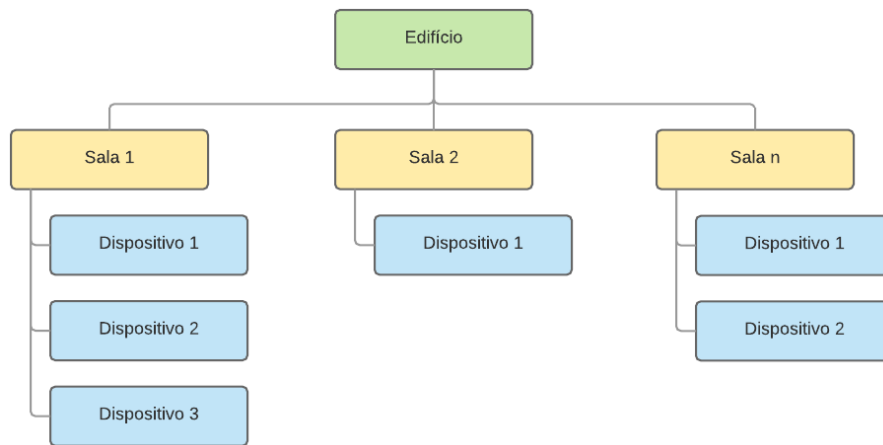 Edifício
Sala 1
Sala 2
Sala n
Dispositivo 1
Dispositivo 1
Dispositivo 1
Dispositivo 2
Dispositivo 2
Dispositivo 3